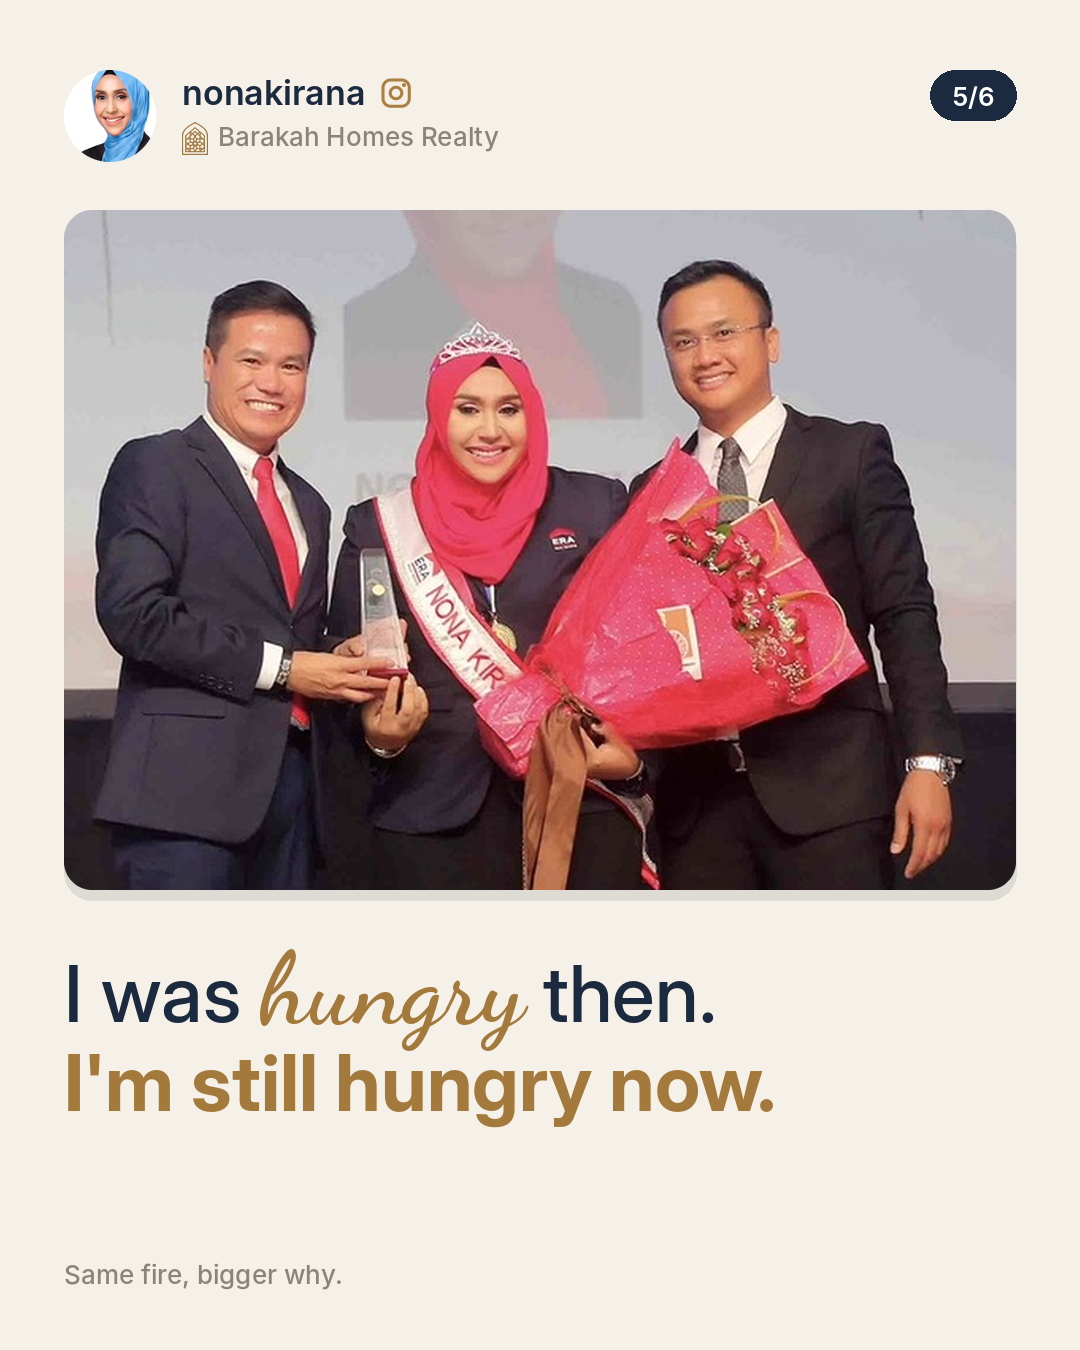 nonakirana
Barakah Homes Realty
5/6
ERA
ERA
NONA KIR
I was hungry then.
I'm still hungry now.
Same fire, bigger why.